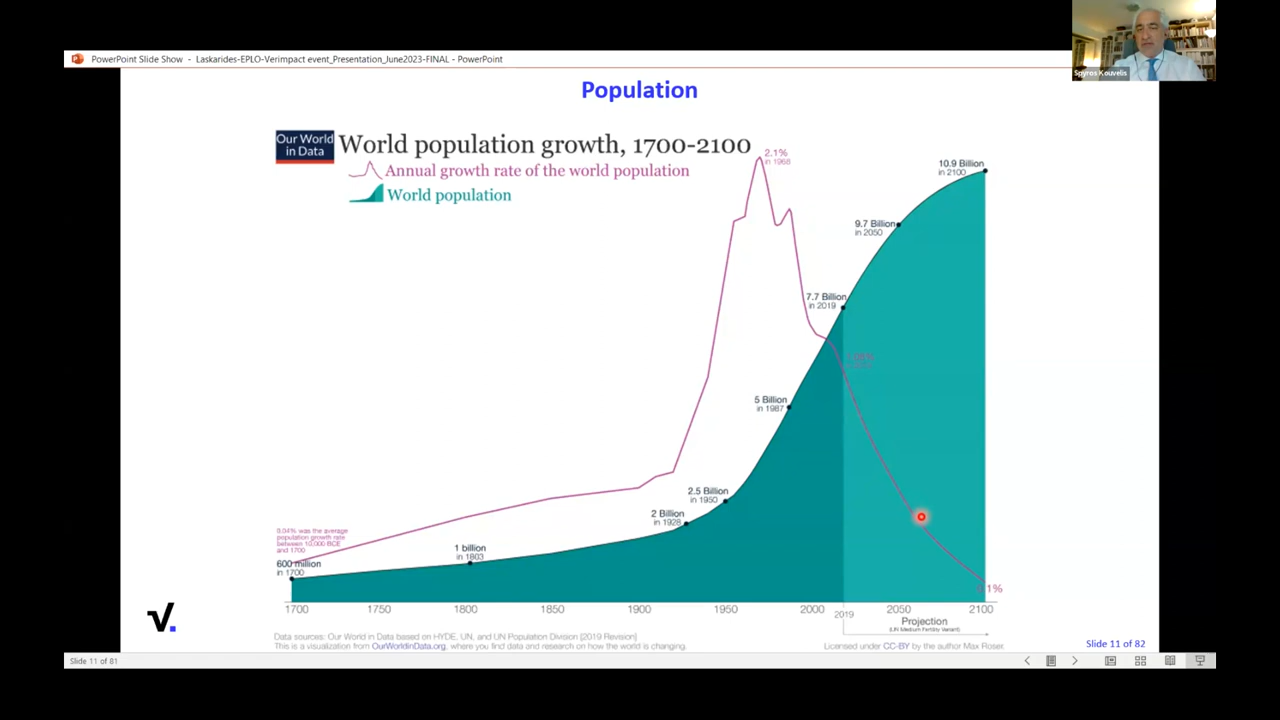 PowerPoint Slide Show - Laskarides-EPLO-Verimpact event_Presentation_June2023-FINAL - PowerPoint
Spyros Kouvelis
Population
Our World
in Data
World population growth, 1700-2100
Annual growth rate of the world population
World population
2.1%
in 1968
10.9 Billion
in 2100
9.7 Billion
in 2050
7.7 Billion
in 2019
5 Billion
in 1987
2.5 Billion
in 1950
2 Billion
in 1928
1 billion
in 1803
0.04% was the average
population growth rate
between 10,000 BCE
and 1700
600 million
in 1700
1700 1750 1800 1850 1900 1950 2000 2019 2050 2100
Projection
(UN Medium Fertility Variant)
Data sources: Our World in Data based on HYDE, UN, and UN Population Division [2019 Revision]
This is a visualization from OurWorldinData.org, where you find data and research on how the world is changing.
Licensed under CC-BY by the author Max Roser.
V.
Slide 11 of 82
Slide 11 of 81